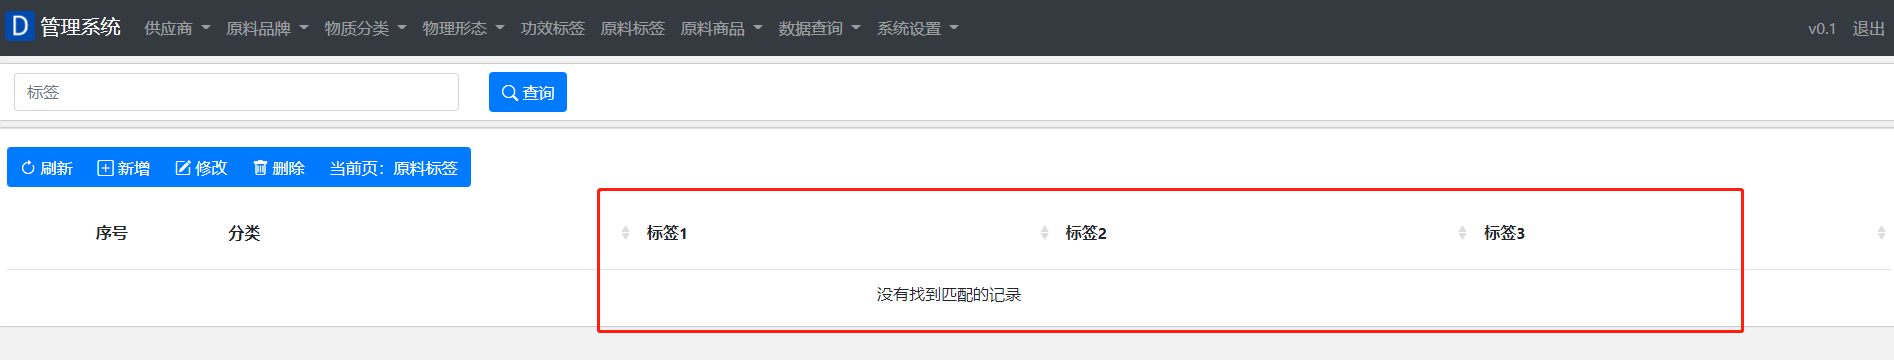 D 管理系统 供应商 原料品牌 物质分类 物理形态 功效标签 原料标签 原料商品 数据查询 系统设置 v0.1 退出
标签 查询
刷新 新增 修改 删除 当前页：原料标签
序号 分类 标签1 标签2 标签3
没有找到匹配的记录